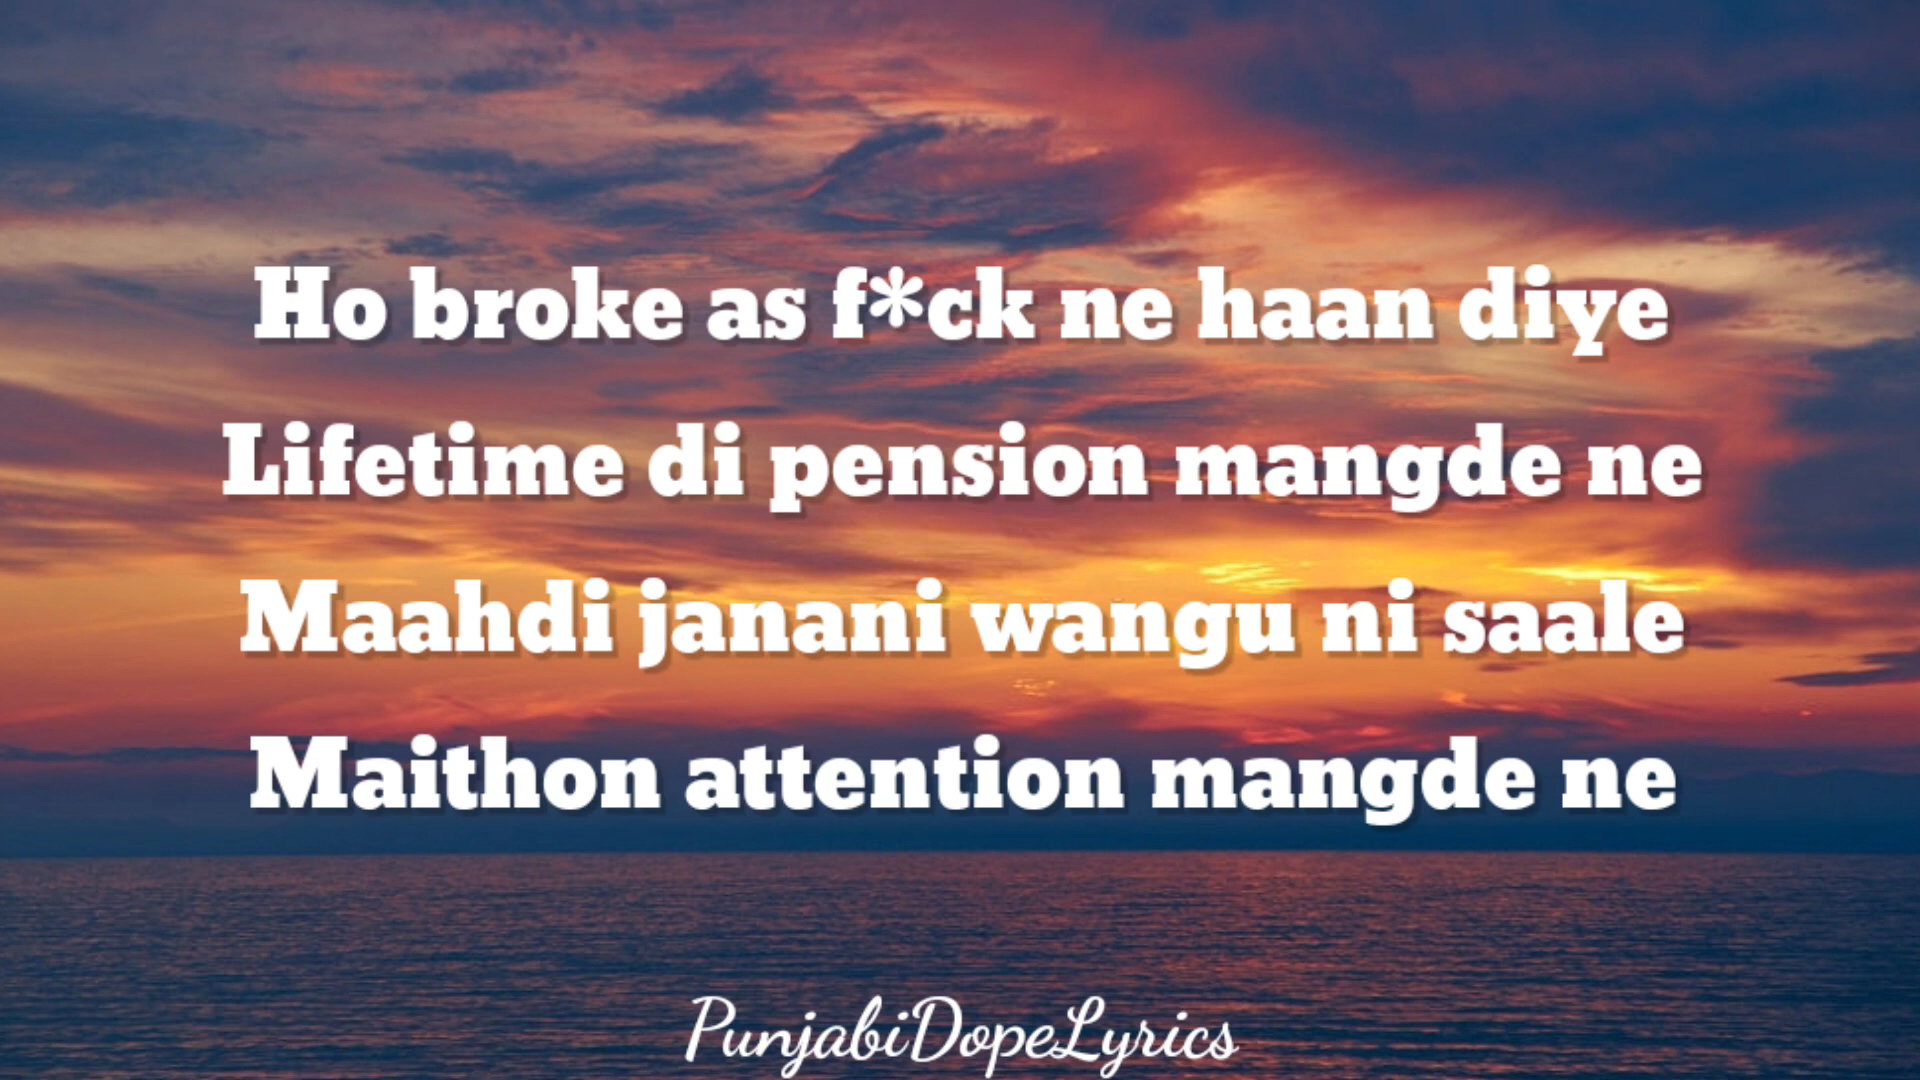 Ho broke as f*ck ne haan diye
Lifetime di pension mangde ne
Maahdi janani wangu ni saale
Maithon attention mangde ne
PunjabiDopeLyrics